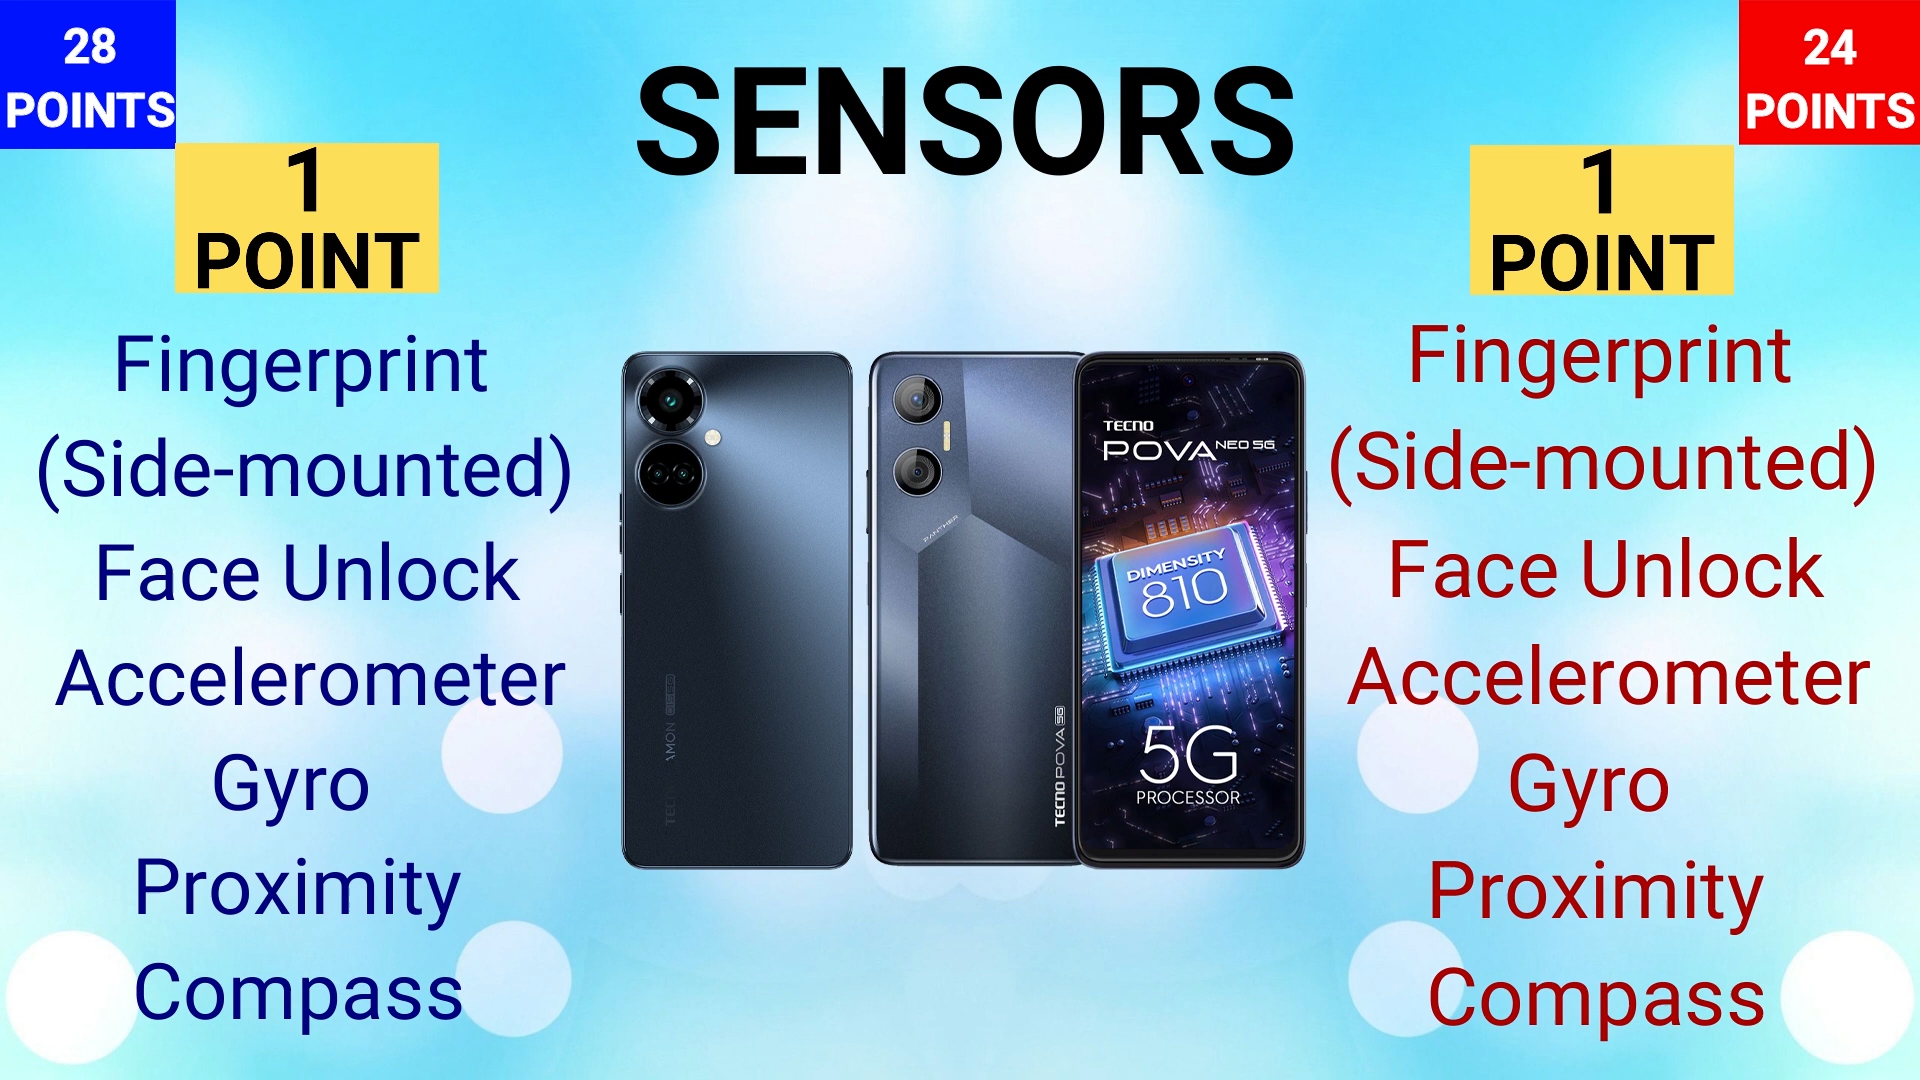 28
POINTS
SENSORS
24
POINTS
1
POINT
1
POINT
Fingerprint
(Side-mounted)
Face Unlock
Accelerometer
Gyro
Proximity
Compass
PANTHER
TECNO POVA 5G
TECNO
POVA NEO 5G
DIMENSITY
810
5G
PROCESSOR
Fingerprint
(Side-mounted)
Face Unlock
Accelerometer
Gyro
Proximity
Compass